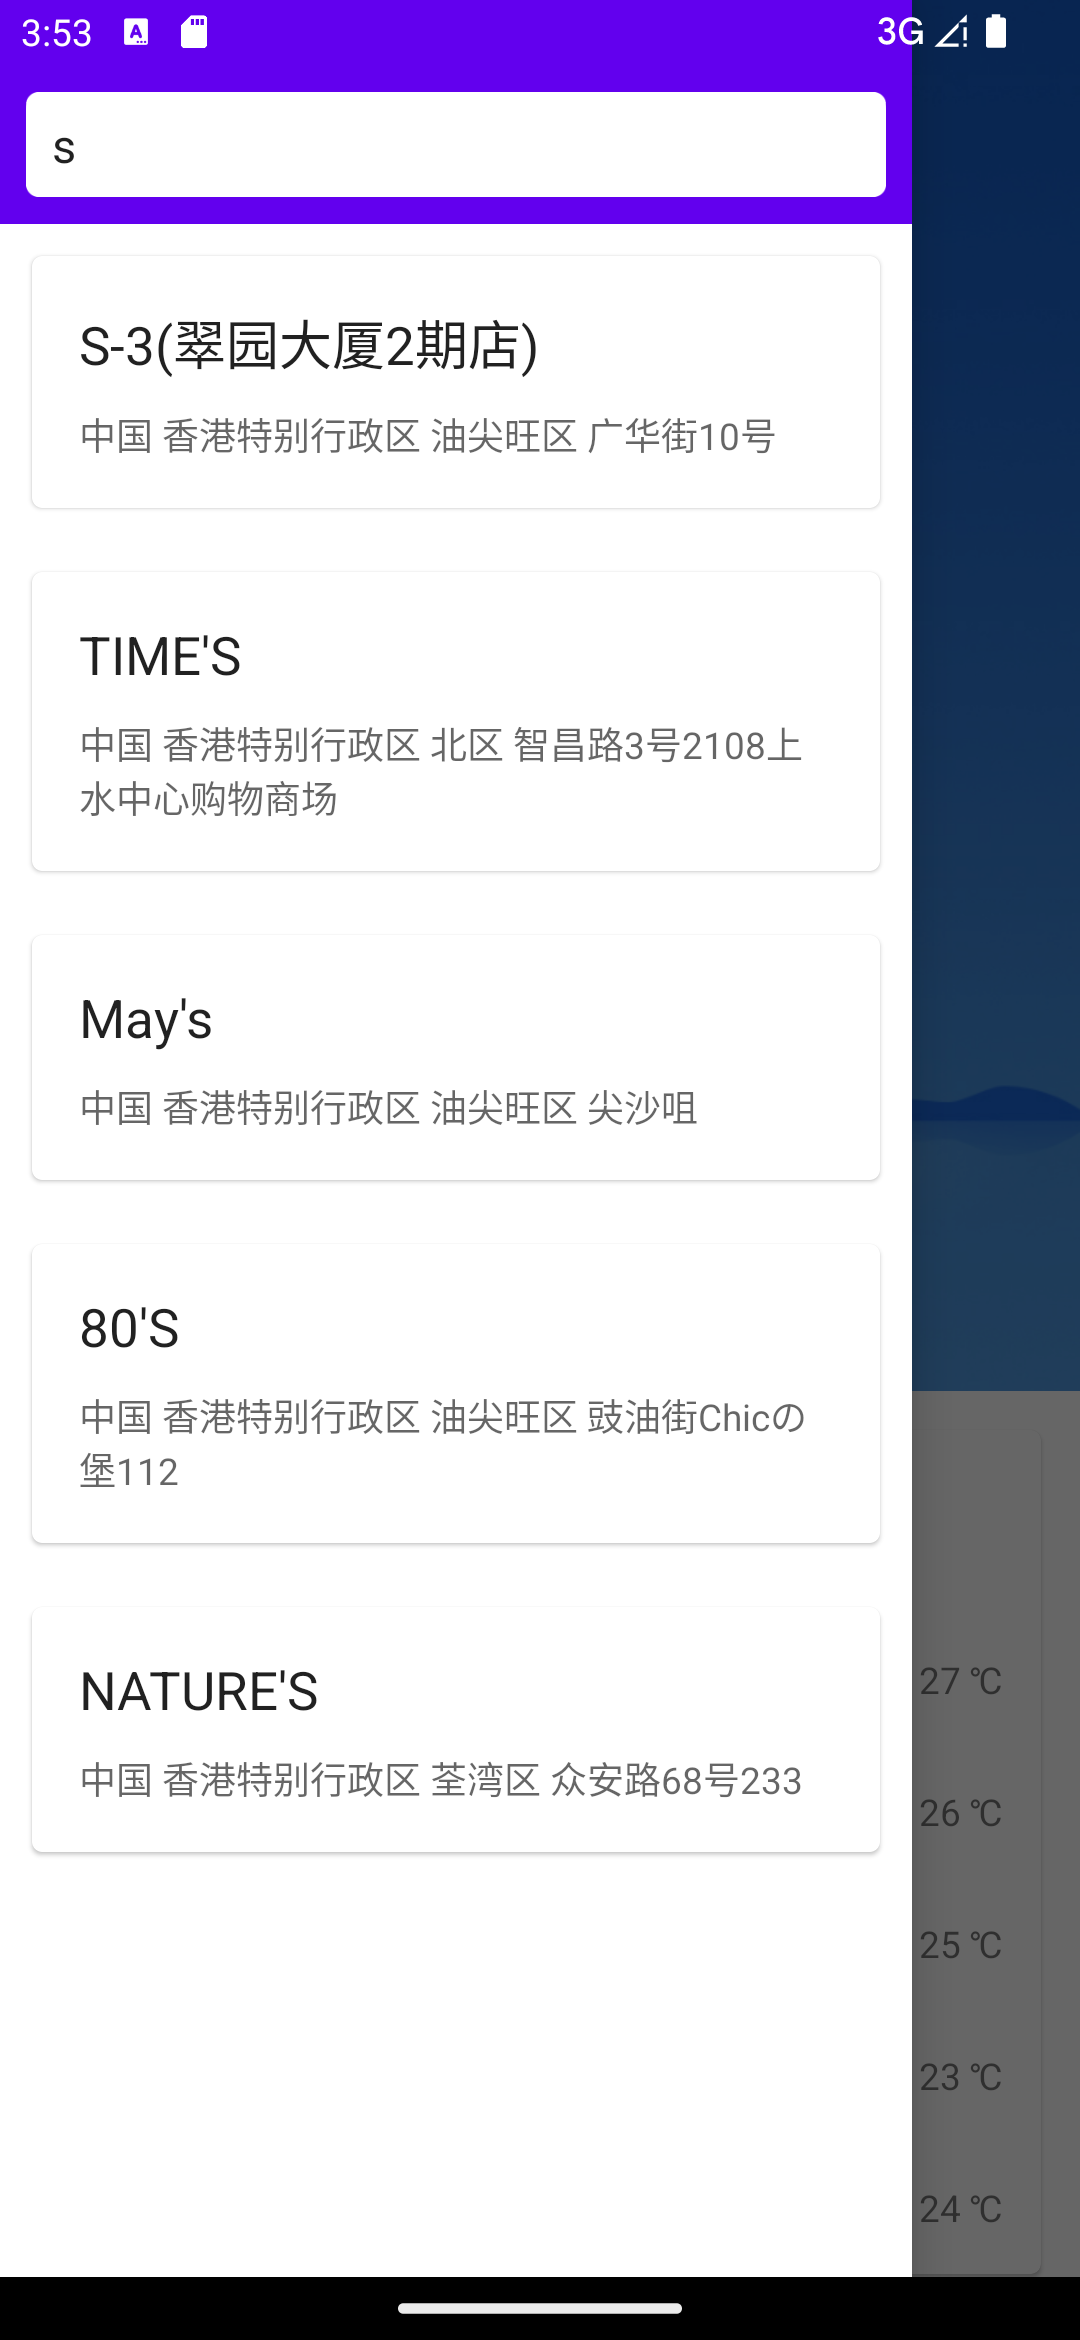 3:53
3G
s
S-3(翠园大厦2期店)
中国 香港特别行政区 油尖旺区 广华街10号
TIME'S
中国 香港特别行政区 北区 智昌路3号2108上
水中心购物商场
May's
中国 香港特别行政区 油尖旺区 尖沙咀
80'S
中国 香港特别行政区 油尖旺区 豉油街Chicの
堡112
NATURE'S
中国 香港特别行政区 荃湾区 众安路68号233
27 ℃
26 ℃
25 ℃
23 ℃
24 ℃